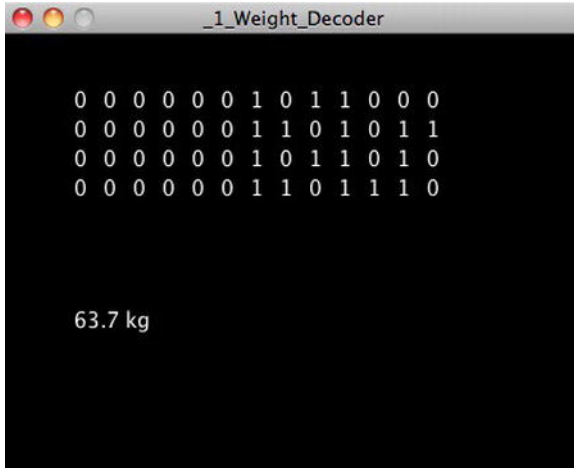 _1_Weight_Decoder
0 0 0 0 0 0 1 0 1 1 0 0 0
0 0 0 0 0 0 1 1 0 1 0 1 1
0 0 0 0 0 0 1 0 1 1 0 1 0
0 0 0 0 0 0 1 1 0 1 1 1 0
63.7 kg